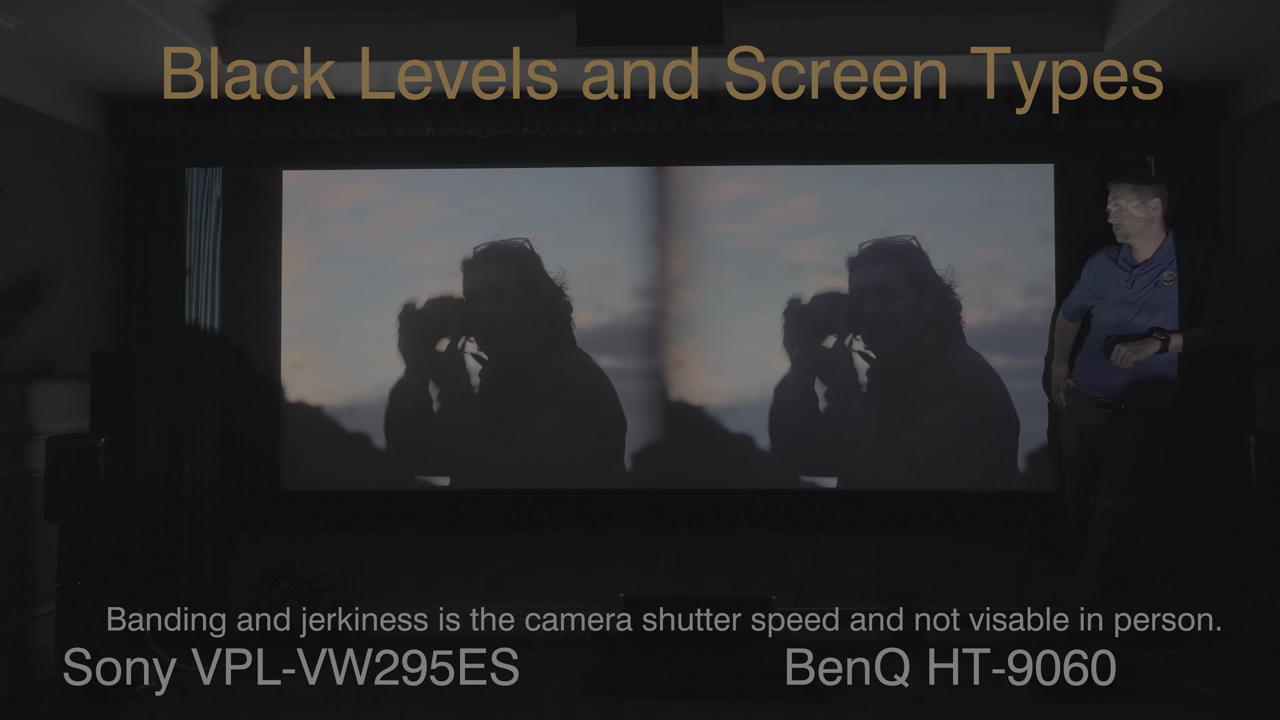 Black Levels and Screen Types
Banding and jerkiness is the camera shutter speed and not visable in person.
Sony VPL-VW295ES
BenQ HT-9060